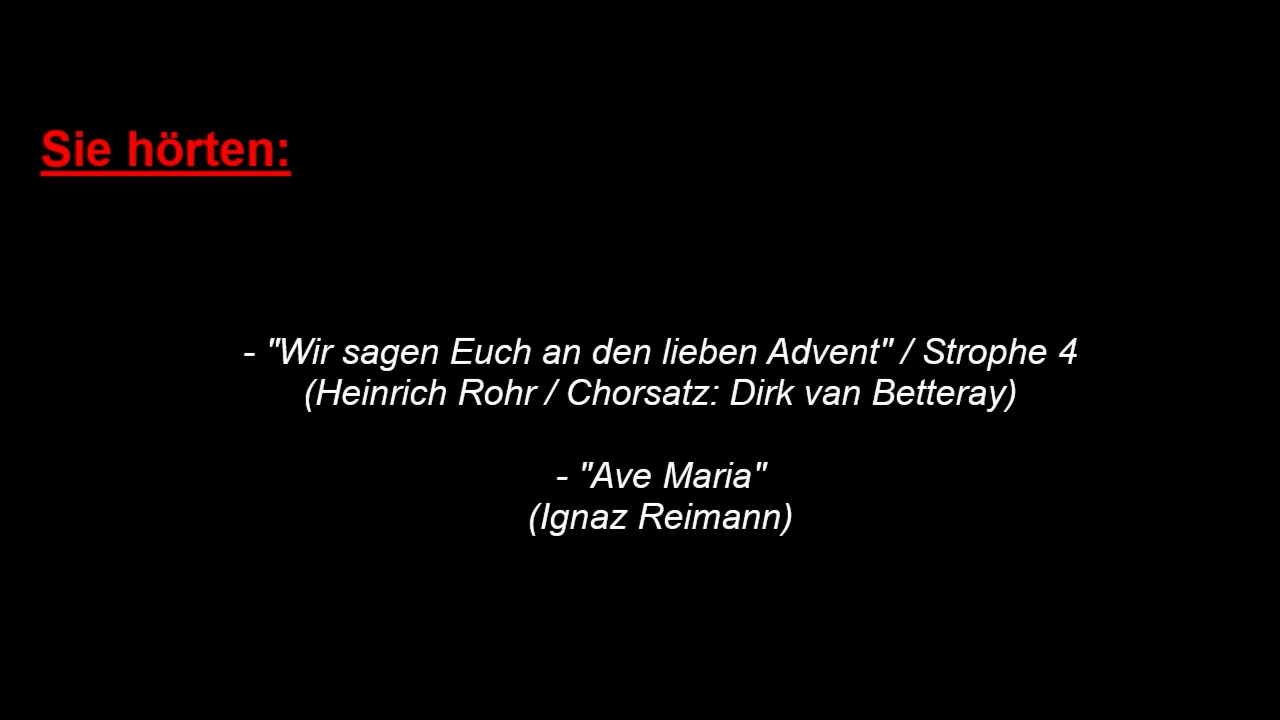 Sie hörten:
- "Wir sagen Euch an den lieben Advent" / Strophe 4
(Heinrich Rohr / Chorsatz: Dirk van Betteray)
- "Ave Maria"
(Ignaz Reimann)